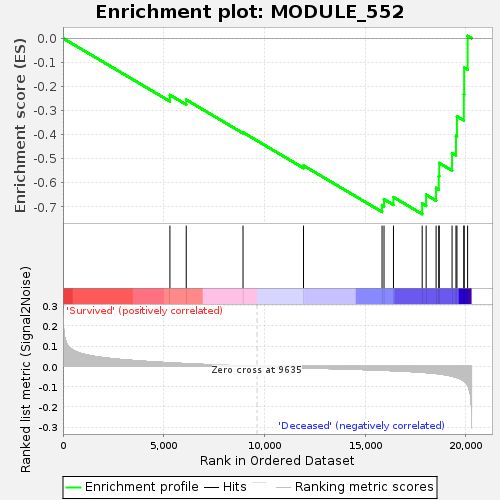 Enrichment plot: MODULE_552
Enrichment score (ES)
0.0
-0.1
-0.2
-0.3
-0.4
-0.5
-0.6
-0.7
'Survived' (positively correlated)
Ranked list metric (Signal2Noise)
0.3
0.2
0.1
0.0
-0.1
-0.2
-0.3
Zero cross at 9635
'Deceased' (negatively correlated)
0
5,000
10,000
15,000
20,000
Rank in Ordered Dataset
Enrichment profile
Hits
Ranking metric scores